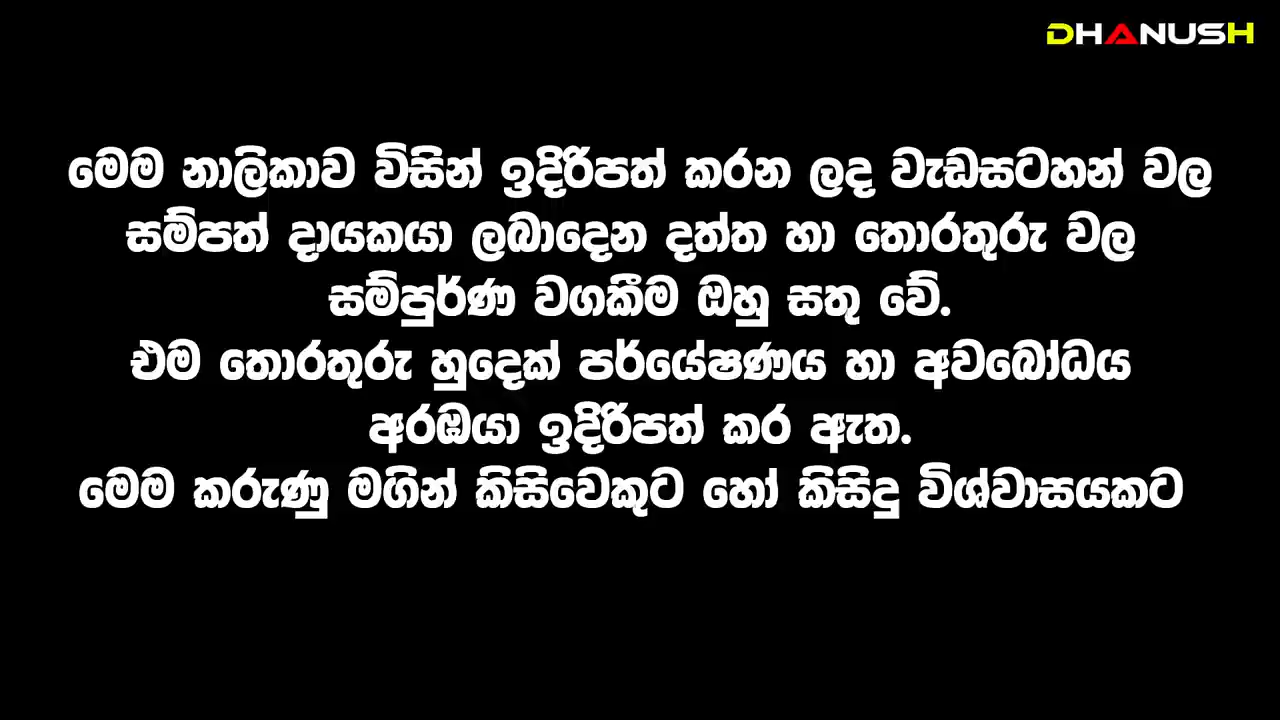 DHANUSH
මෙම නාලිකාව විසින් ඉදිරිපත් කරන ලද වැඩසටහන් වල
සම්පත් දායකයා ලබාදෙන දත්ත හා තොරතුරු වල
සම්පුර්ණ වගකීම ඔහු සතු වේ.
එම තොරතුරු හුදෙක් පර්යේෂණය හා අවබෝධය
අරඹයා ඉදිරිපත් කර ඇත.
මෙම කරුණු මගින් කිසිවෙකුට හෝ කිසිදු විශ්වාසයකට